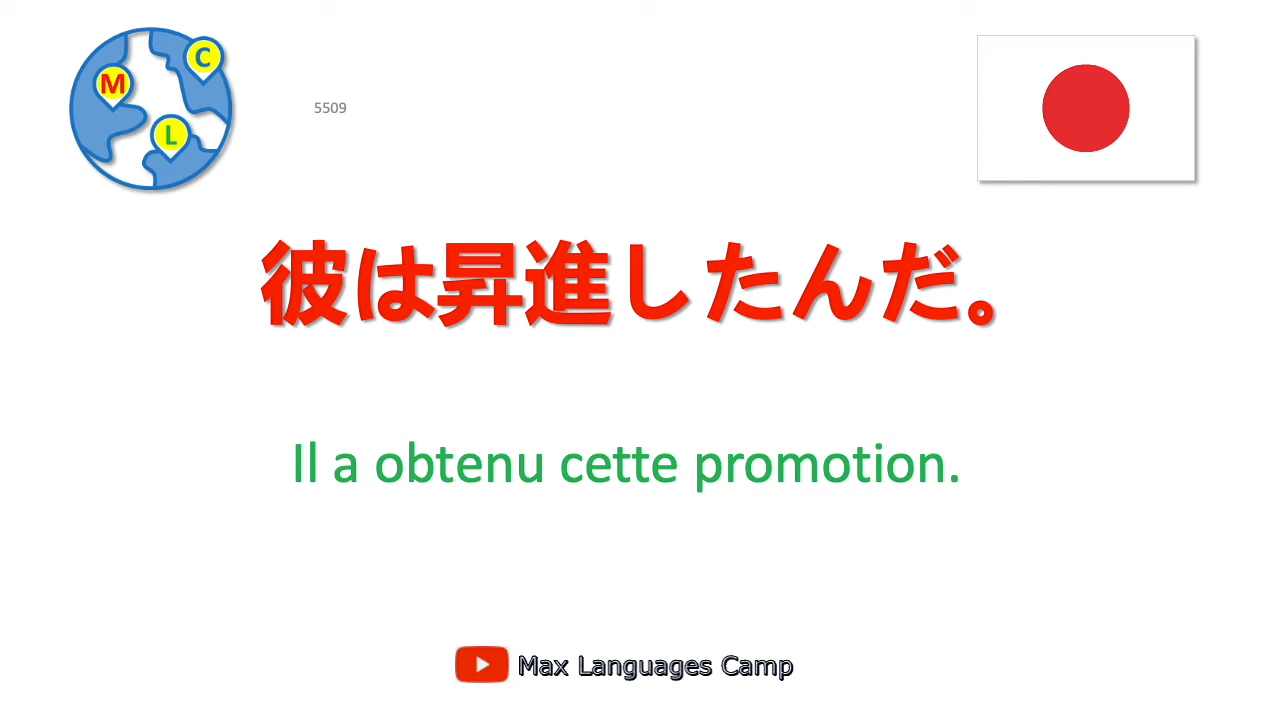 M
C
L
5509
彼は昇進したんだ。
Il a obtenu cette promotion.
Max Languages Camp